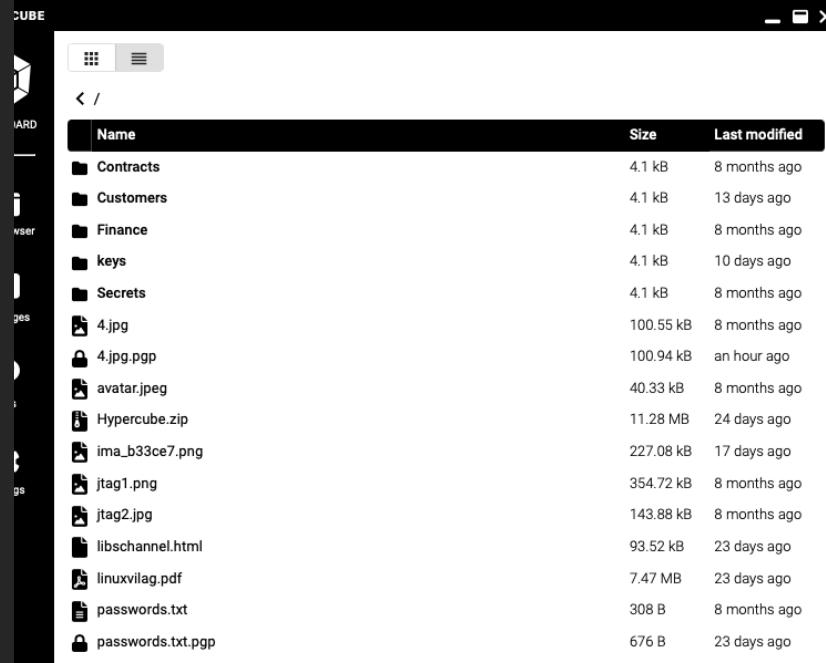 CUBE
ARD
wser
ges
s
gs
/
Name Size Last modified
Contracts 4.1 kB 8 months ago
Customers 4.1 kB 13 days ago
Finance 4.1 kB 8 months ago
keys 4.1 kB 10 days ago
Secrets 4.1 kB 8 months ago
4.jpg 100.55 kB 8 months ago
4.jpg.pgp 100.94 kB an hour ago
avatar.jpeg 40.33 kB 8 months ago
Hypercube.zip 11.28 MB 24 days ago
ima_b33ce7.png 227.08 kB 17 days ago
jtag1.png 354.72 kB 8 months ago
jtag2.jpg 143.88 kB 8 months ago
libschannel.html 93.52 kB 23 days ago
linuxvilag.pdf 7.47 MB 23 days ago
passwords.txt 308 B 8 months ago
passwords.txt.pgp 676 B 23 days ago